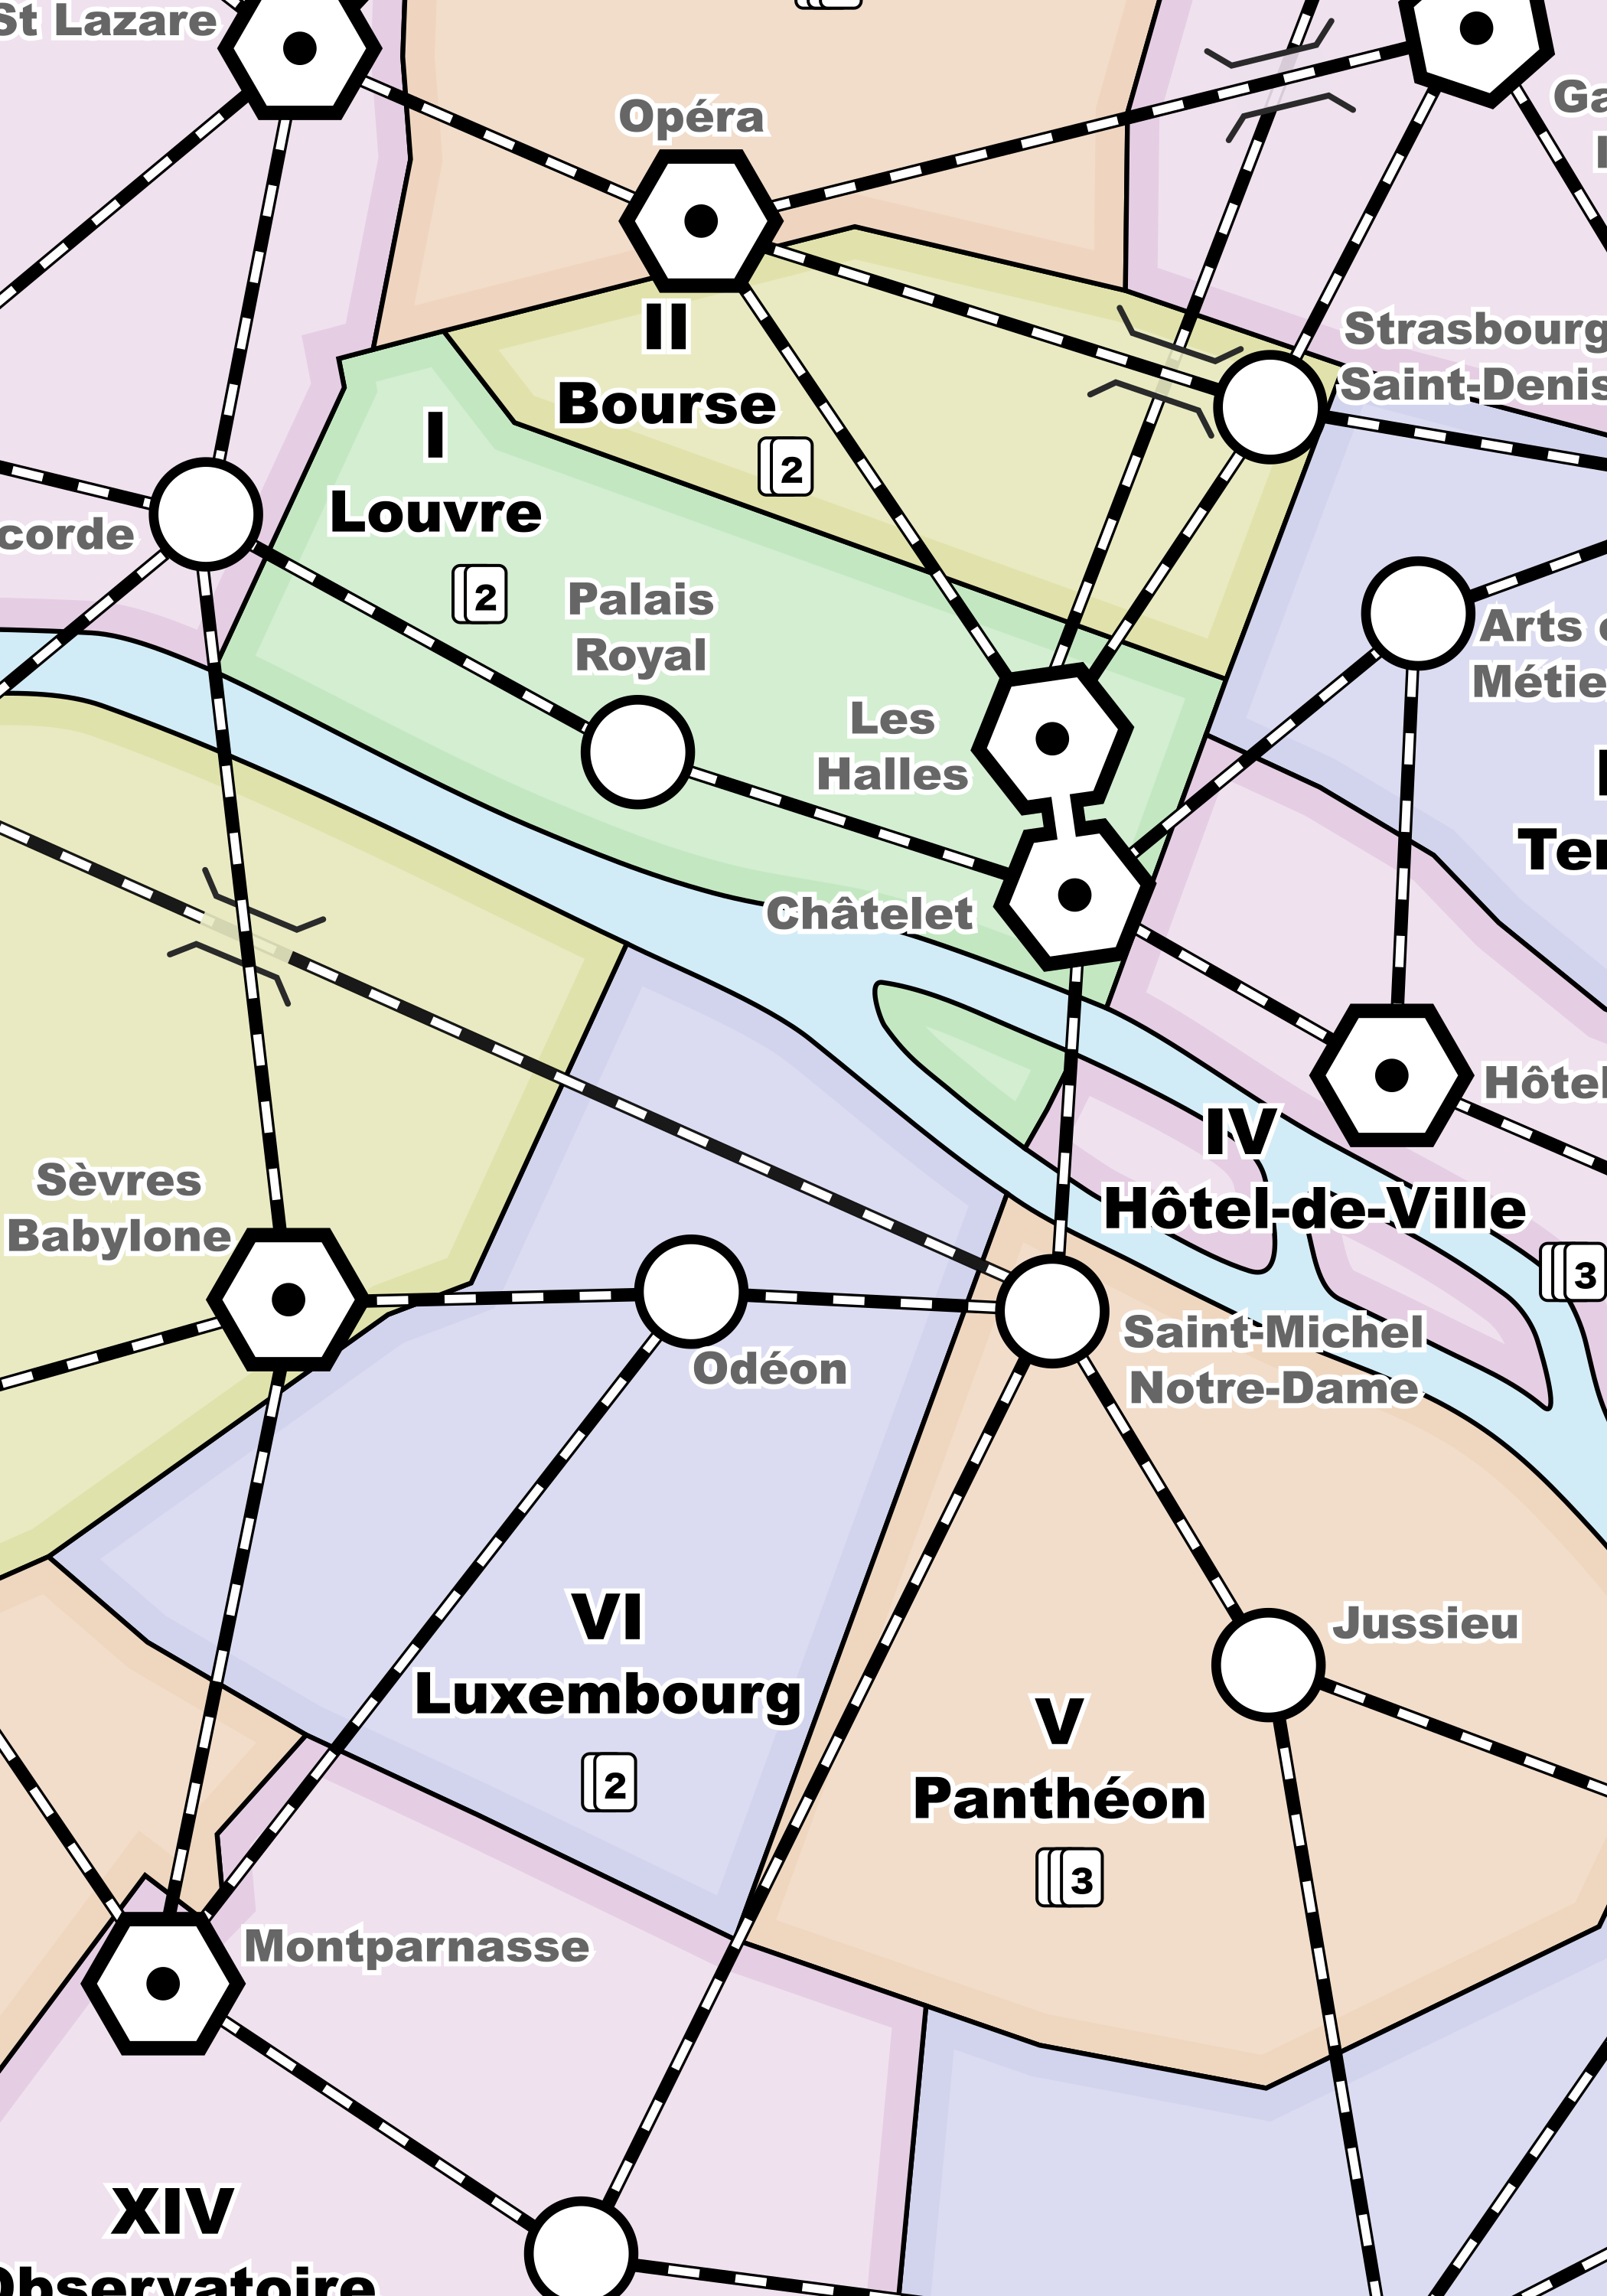 St Lazare
Opéra
II
Bourse
2
Strasbourg
Saint-Denis
I
Louvre
2
corde
Palais
Royal
Les
Halles
Châtelet
Arts
Métie
Ter
Hôtel
IV
Hôtel-de-Ville
3
Sèvres
Babylone
Odéon
Saint-Michel
Notre-Dame
Jussieu
VI
Luxembourg
2
V
Panthéon
3
Montparnasse
XIV
Observatoire